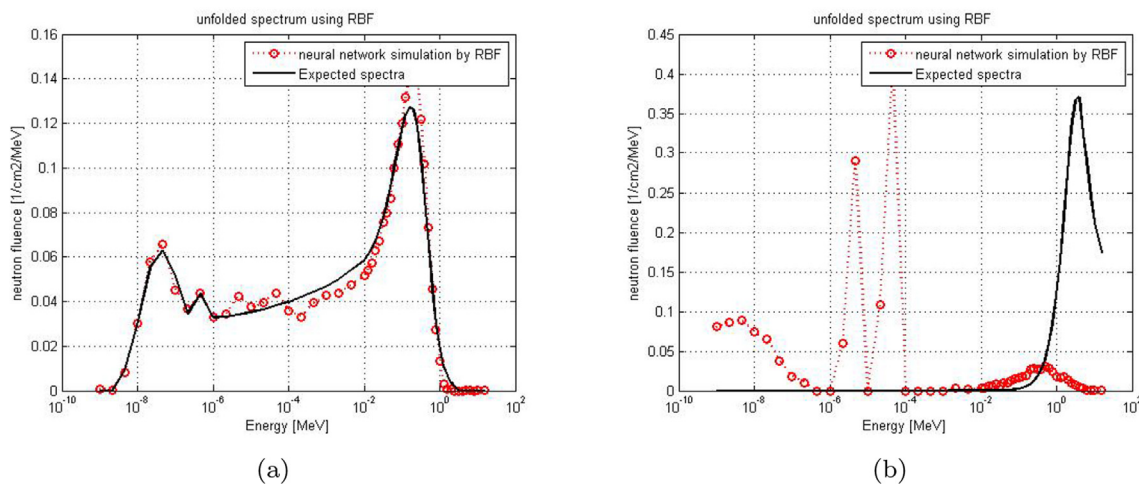 unfolded spectrum using RBF
0.16
0.14
0.12
0.1
0.08
0.06
0.04
0.02
0
neutron fluence [1/cm2/MeV]
neural network simulation by RBF
Expected spectra
10^-10
10^-8
10^-6
10^-4
10^-2
10^0
10^2
Energy [MeV]
(a)
unfolded spectrum using RBF
0.45
0.4
0.35
0.3
0.25
0.2
0.15
0.1
0.05
0
neutron fluence [1/cm2/MeV]
neural network simulation by RBF
Expected spectra
10^-10
10^-8
10^-6
10^-4
10^-2
10^0
10^2
Energy [MeV]
(b)